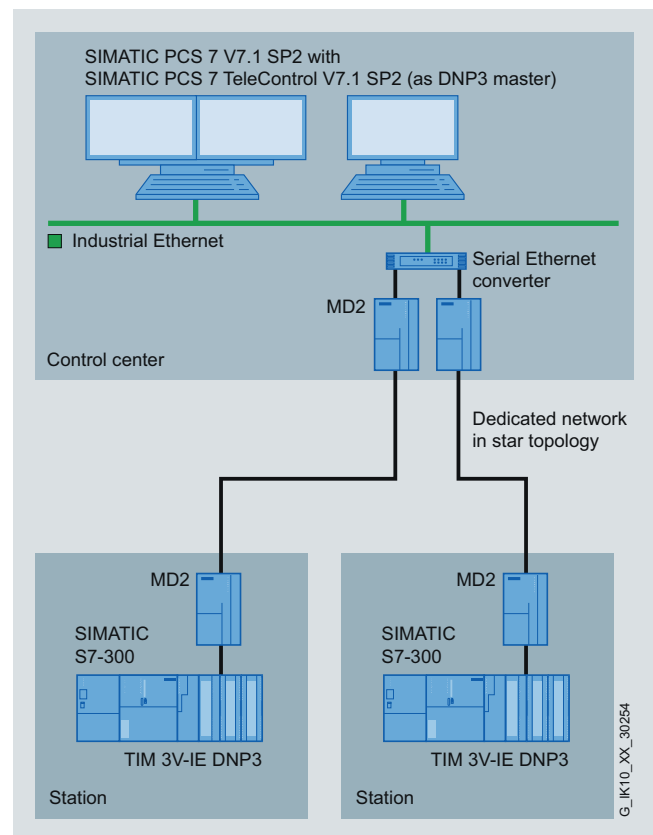 SIMATIC PCS 7 V7.1 SP2 with
SIMATIC PCS 7 TeleControl V7.1 SP2 (as DNP3 master)
Industrial Ethernet
Serial Ethernet
converter
MD2
Control center
Dedicated network
in star topology
MD2
SIMATIC
S7-300
TIM 3V-IE DNP3
Station
MD2
SIMATIC
S7-300
TIM 3V-IE DNP3
Station
G_IK10_XX_30254